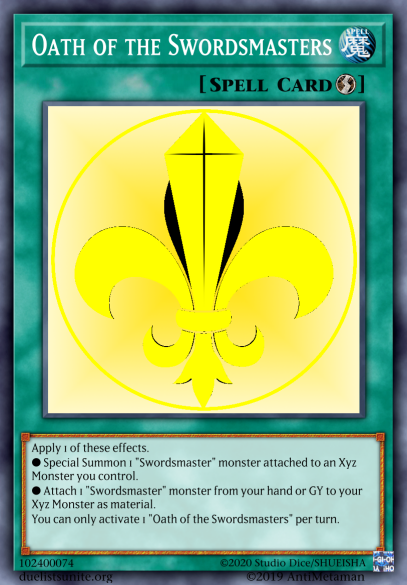 Oath of the Swordsmasters
SPELL
魔
[Spell Card]
Apply 1 of these effects.
● Special Summon 1 "Swordsmaster" monster attached to an Xyz
Monster you control.
● Attach 1 "Swordsmaster" monster from your hand or GY to your
Xyz Monster as material.
You can only activate 1 "Oath of the Swordsmasters" per turn.
102400074
©2020 Studio Dice/SHUEISHA
duelistsunite.org
©2019 AntiMetaman